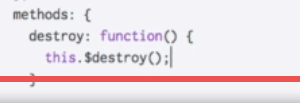 methods: {
destroy: function() {
this.$destroy();
}